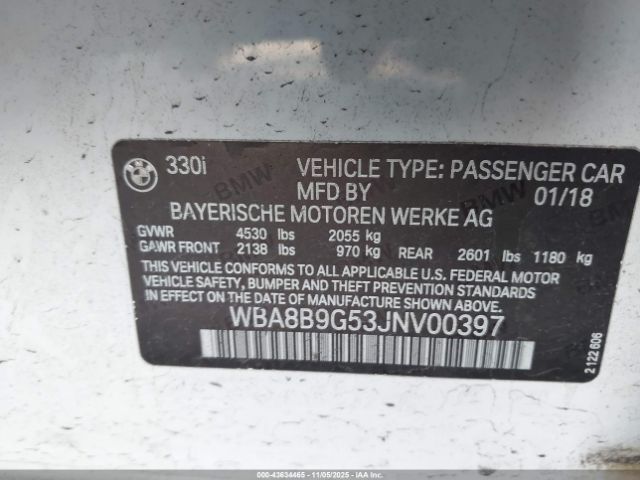 330i VEHICLE TYPE: PASSENGER CAR
MFD BY 01/18
BAYERISCHE MOTOREN WERKE AG
GVWR 4530 lbs 2055 kg
GAWR FRONT 2138 lbs 970 kg REAR 2601 lbs 1180 kg
THIS VEHICLE CONFORMS TO ALL APPLICABLE U.S. FEDERAL MOTOR
VEHICLE SAFETY, BUMPER AND THEFT PREVENTION STANDARDS
IN EFFECT ON THE DATE OF MANUFACTURE SHOWN ABOVE.
WBA8B9G53JNV00397
2 122 606
000-43634465 - 11/05/2025 - IAA Inc.